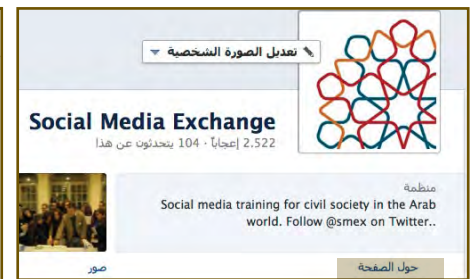 تعديل الصورة الشخصية
Social Media Exchange
2.522 إعجاباً · 104 يتحدثون عن هذا
منظمة
Social media training for civil society in the Arab
world. Follow @smex on Twitter..
حول الصفحة
صور